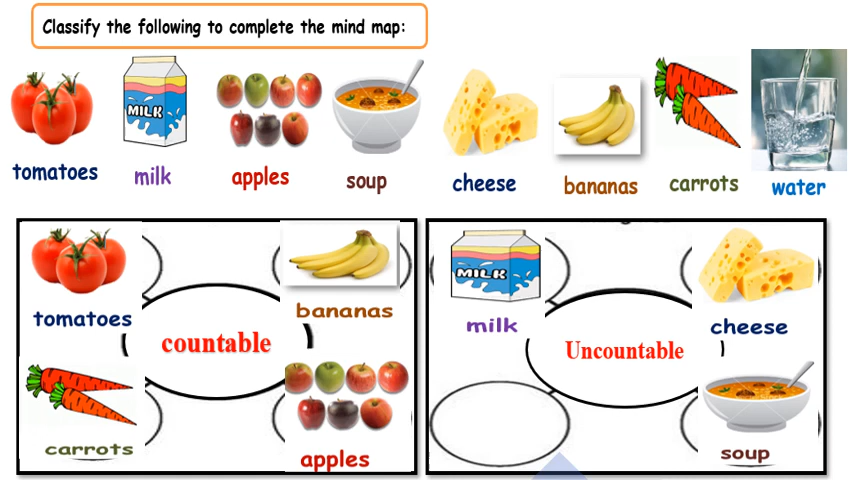 Classify the following to complete the mind map:
MILK
tomatoes milk apples soup cheese bananas carrots water
MILK
tomatoes bananas milk cheese
countable Uncountable
carrots apples soup